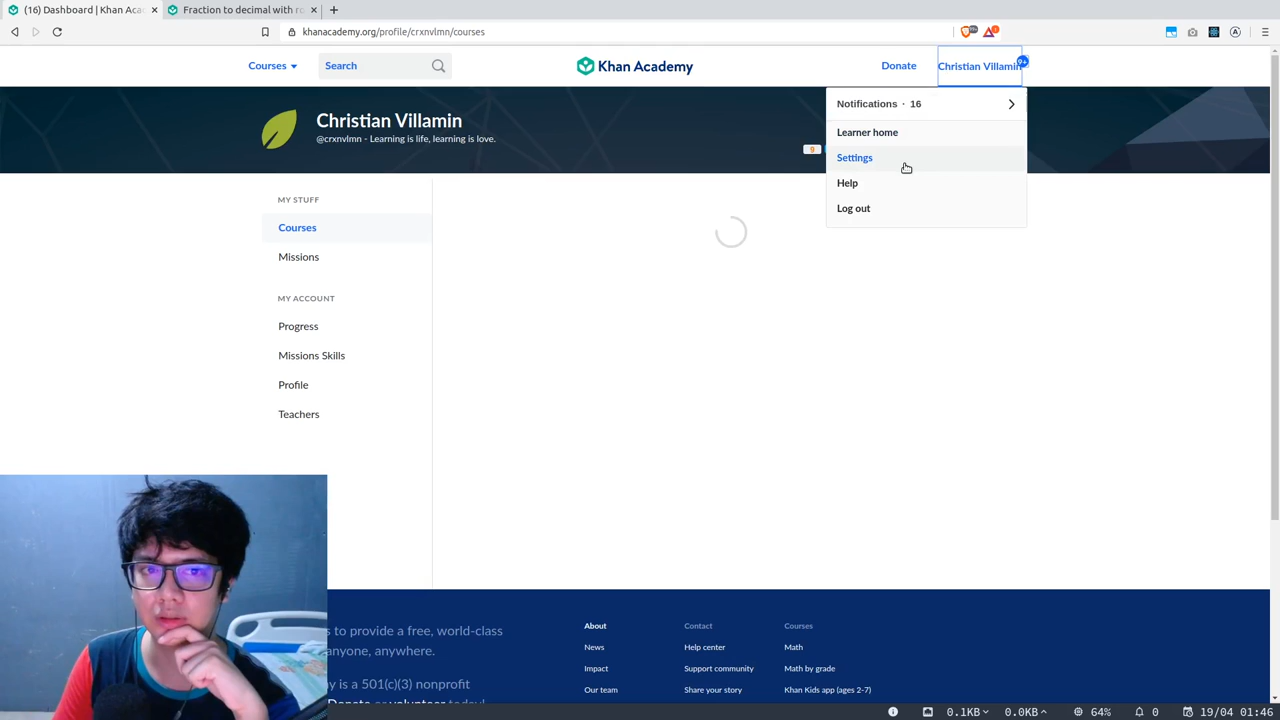 (16) Dashboard | Khan Aca
Fraction to decimal with ro
khanacademy.org/profile/crxnvlmn/courses
99+
1
Courses
Search
Khan Academy
Donate
Christian Villamin
9+
Christian Villamin
@crxnvlmn - Learning is life, learning is love.
9
Notifications · 16
Learner home
Settings
Help
Log out
MY STUFF
Courses
Missions
MY ACCOUNT
Progress
Missions Skills
Profile
Teachers
s to provide a free, world-class
anyone, anywhere.
y is a 501(c)(3) nonprofit
Donate or volunteer today!
About
News
Impact
Our team
Contact
Help center
Support community
Share your story
Courses
Math
Math by grade
Khan Kids app (ages 2-7)
0.1KB
0.0KB
64%
0
19/04 01:46